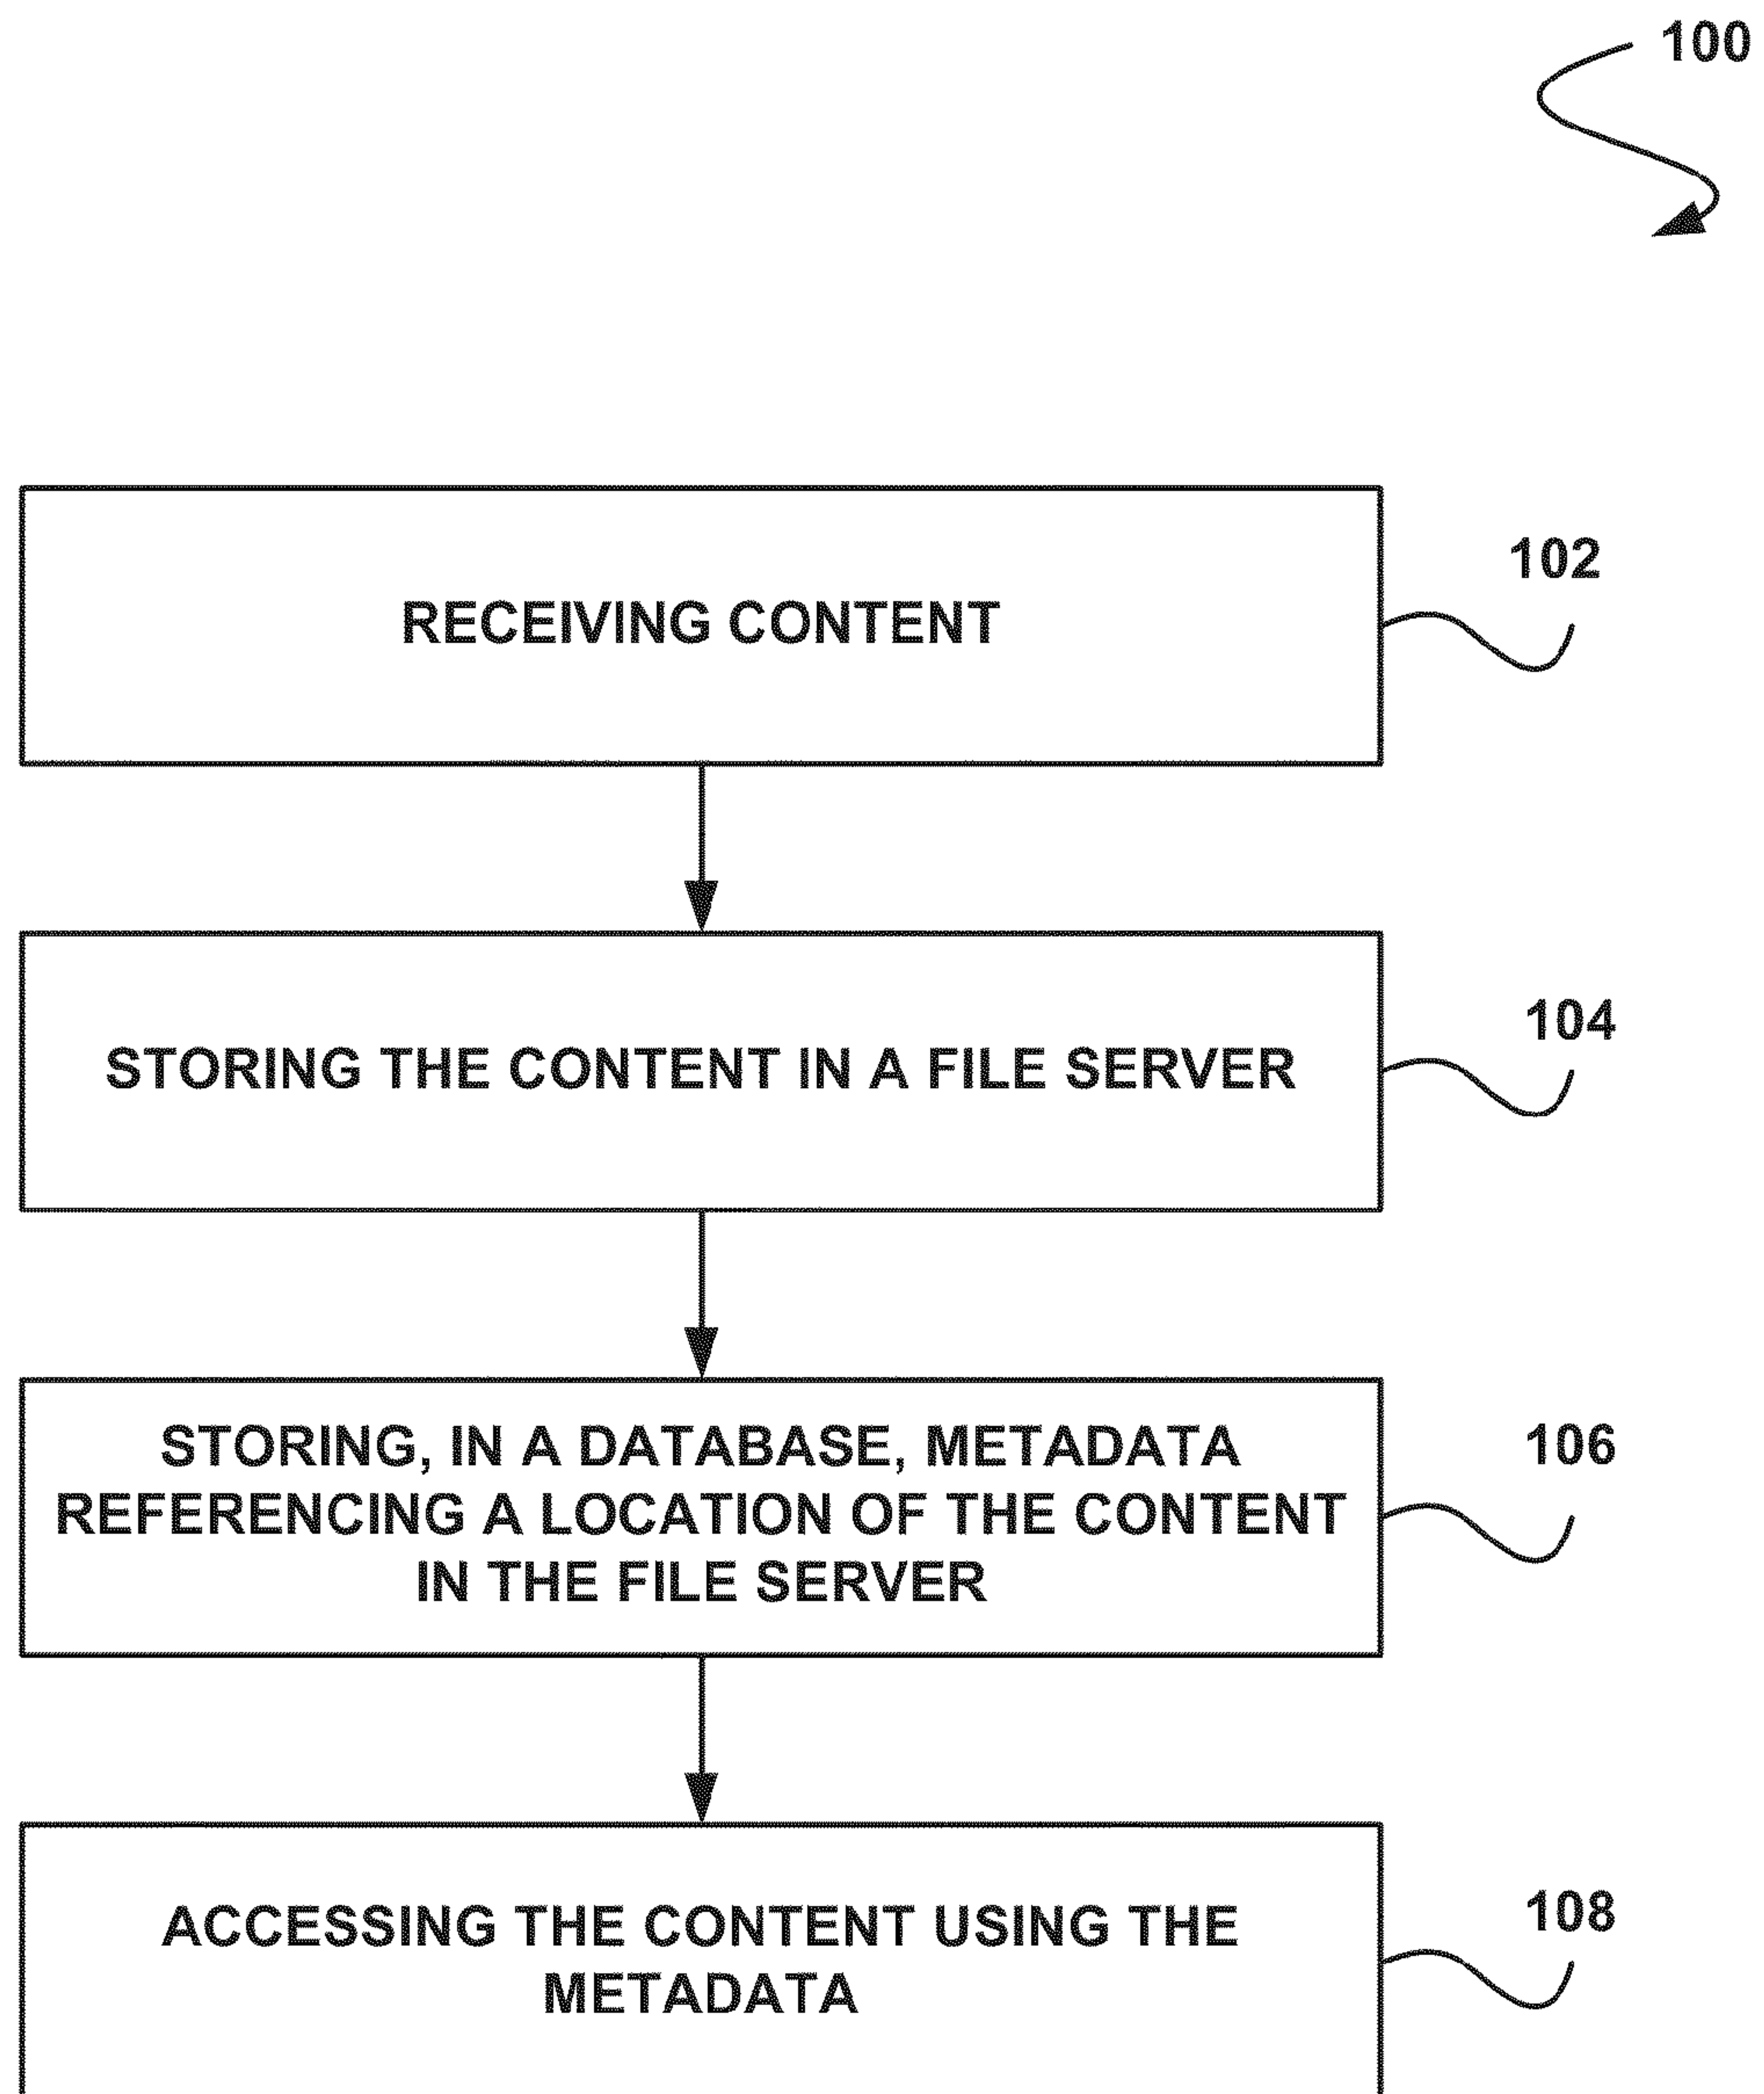 100
RECEIVING CONTENT
102
STORING THE CONTENT IN A FILE SERVER
104
STORING, IN A DATABASE, METADATA
REFERENCING A LOCATION OF THE CONTENT
IN THE FILE SERVER
106
ACCESSING THE CONTENT USING THE
METADATA
108